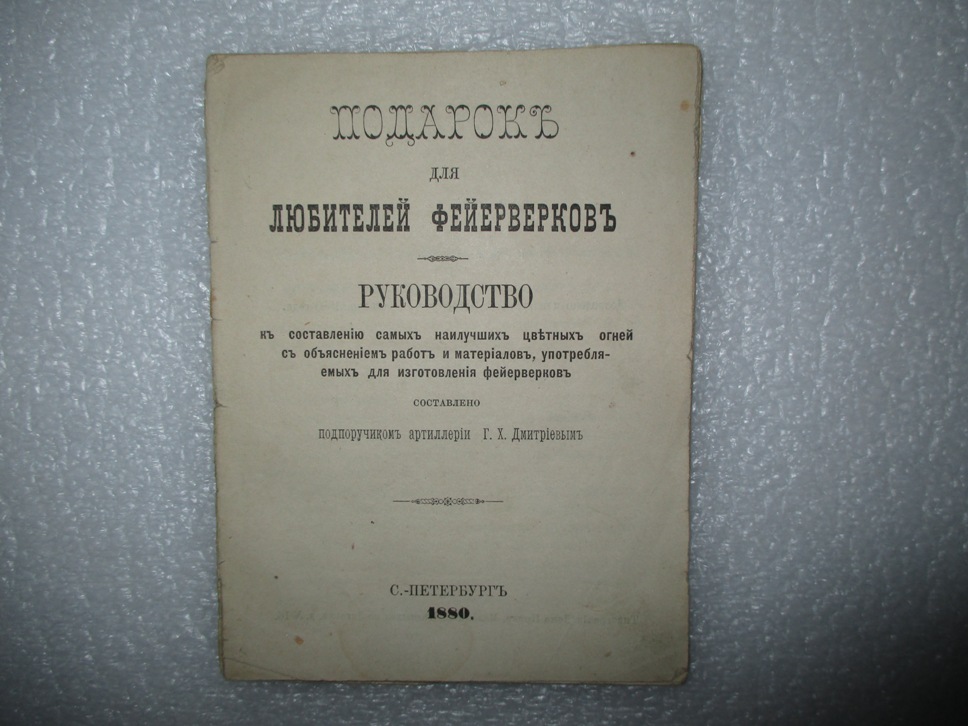 ПОДАРОКЪ
ДЛЯ
ЛЮБИТЕЛЕЙ ФЕЙЕРВЕРКОВЪ
РУКОВОДСТВО
къ составленію самыхъ наилучшихъ цвѣтныхъ огней
съ объясненіемъ работъ и матеріаловъ, употребля-
емыхъ для изготовленія фейерверковъ
СОСТАВЛЕНО
подпоручикомъ артиллеріи Г. Х. Дмитріевымъ
С.-ПЕТЕРБУРГЪ
1880.